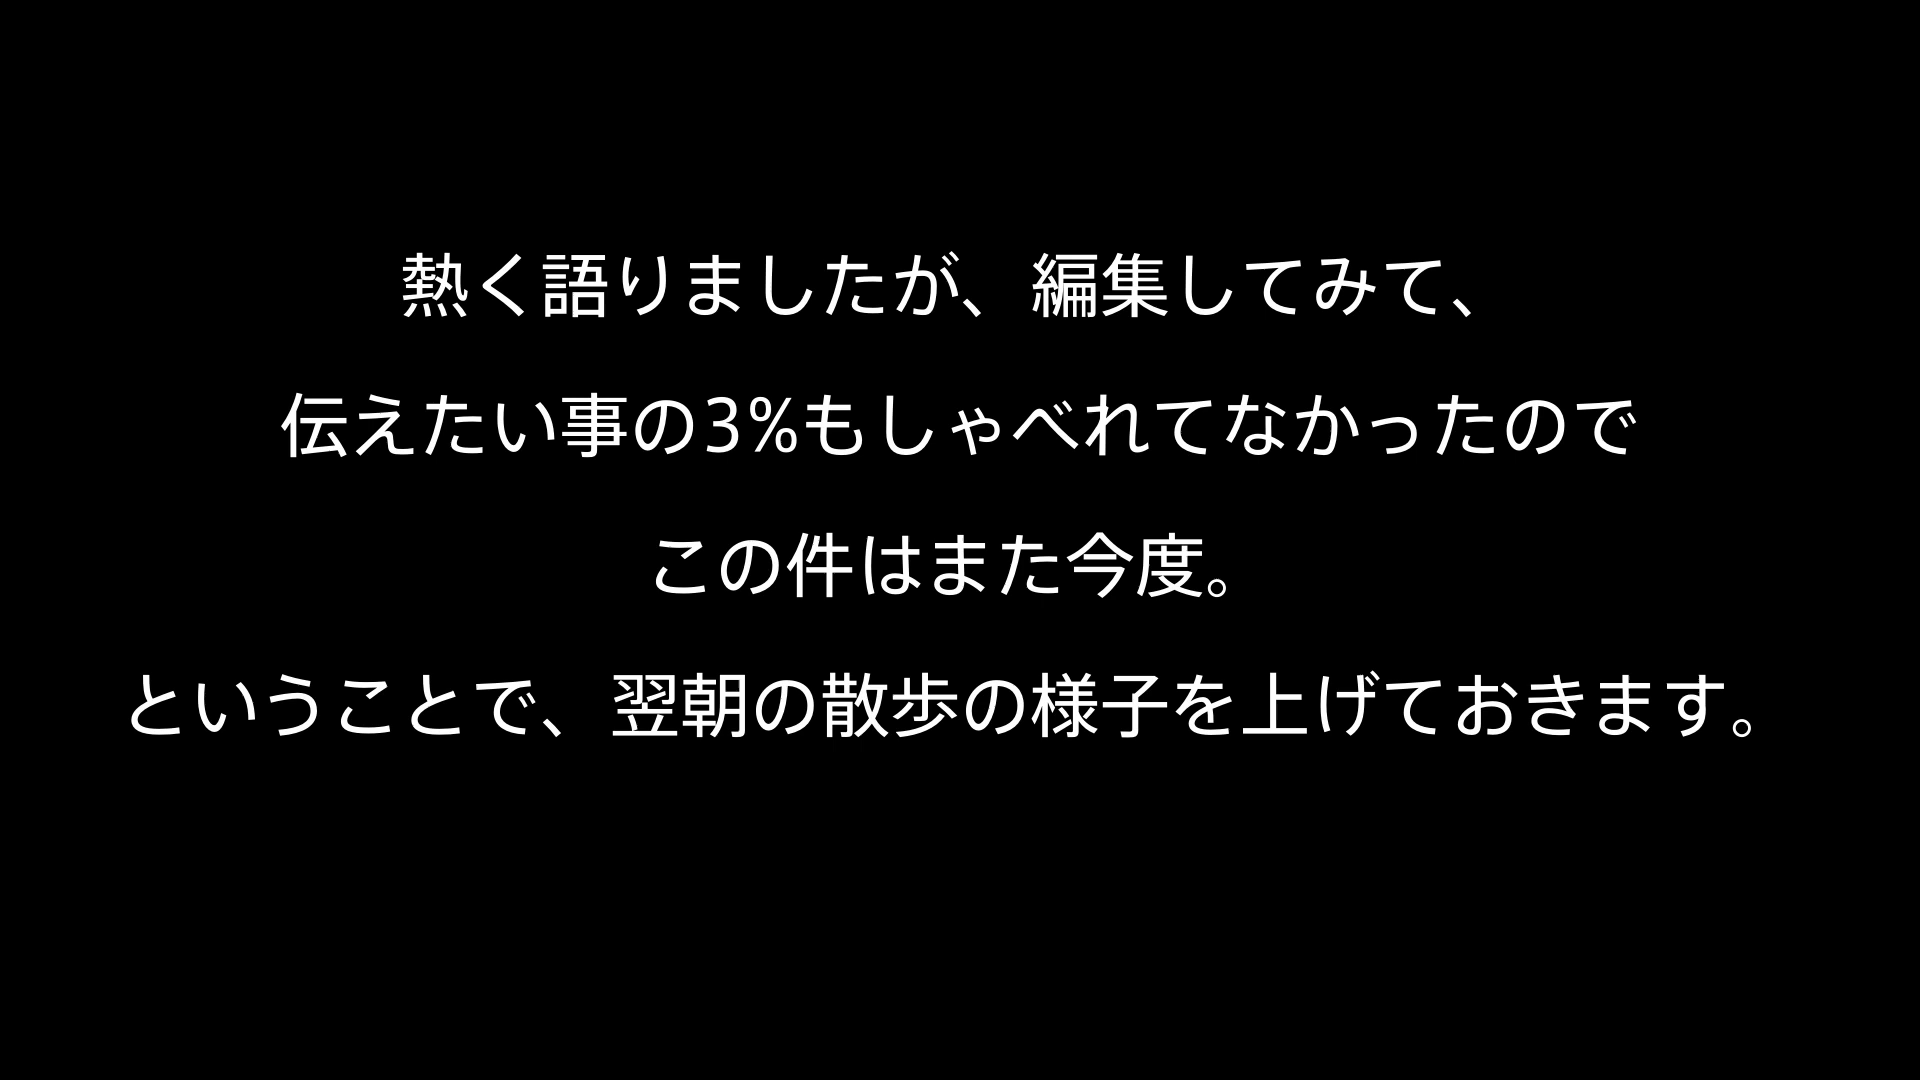 熱く語りましたが、編集してみて、
伝えたい事の3%もしゃべれてなかったので
この件はまた今度。
ということで、翌朝の散歩の様子を上げておきます。